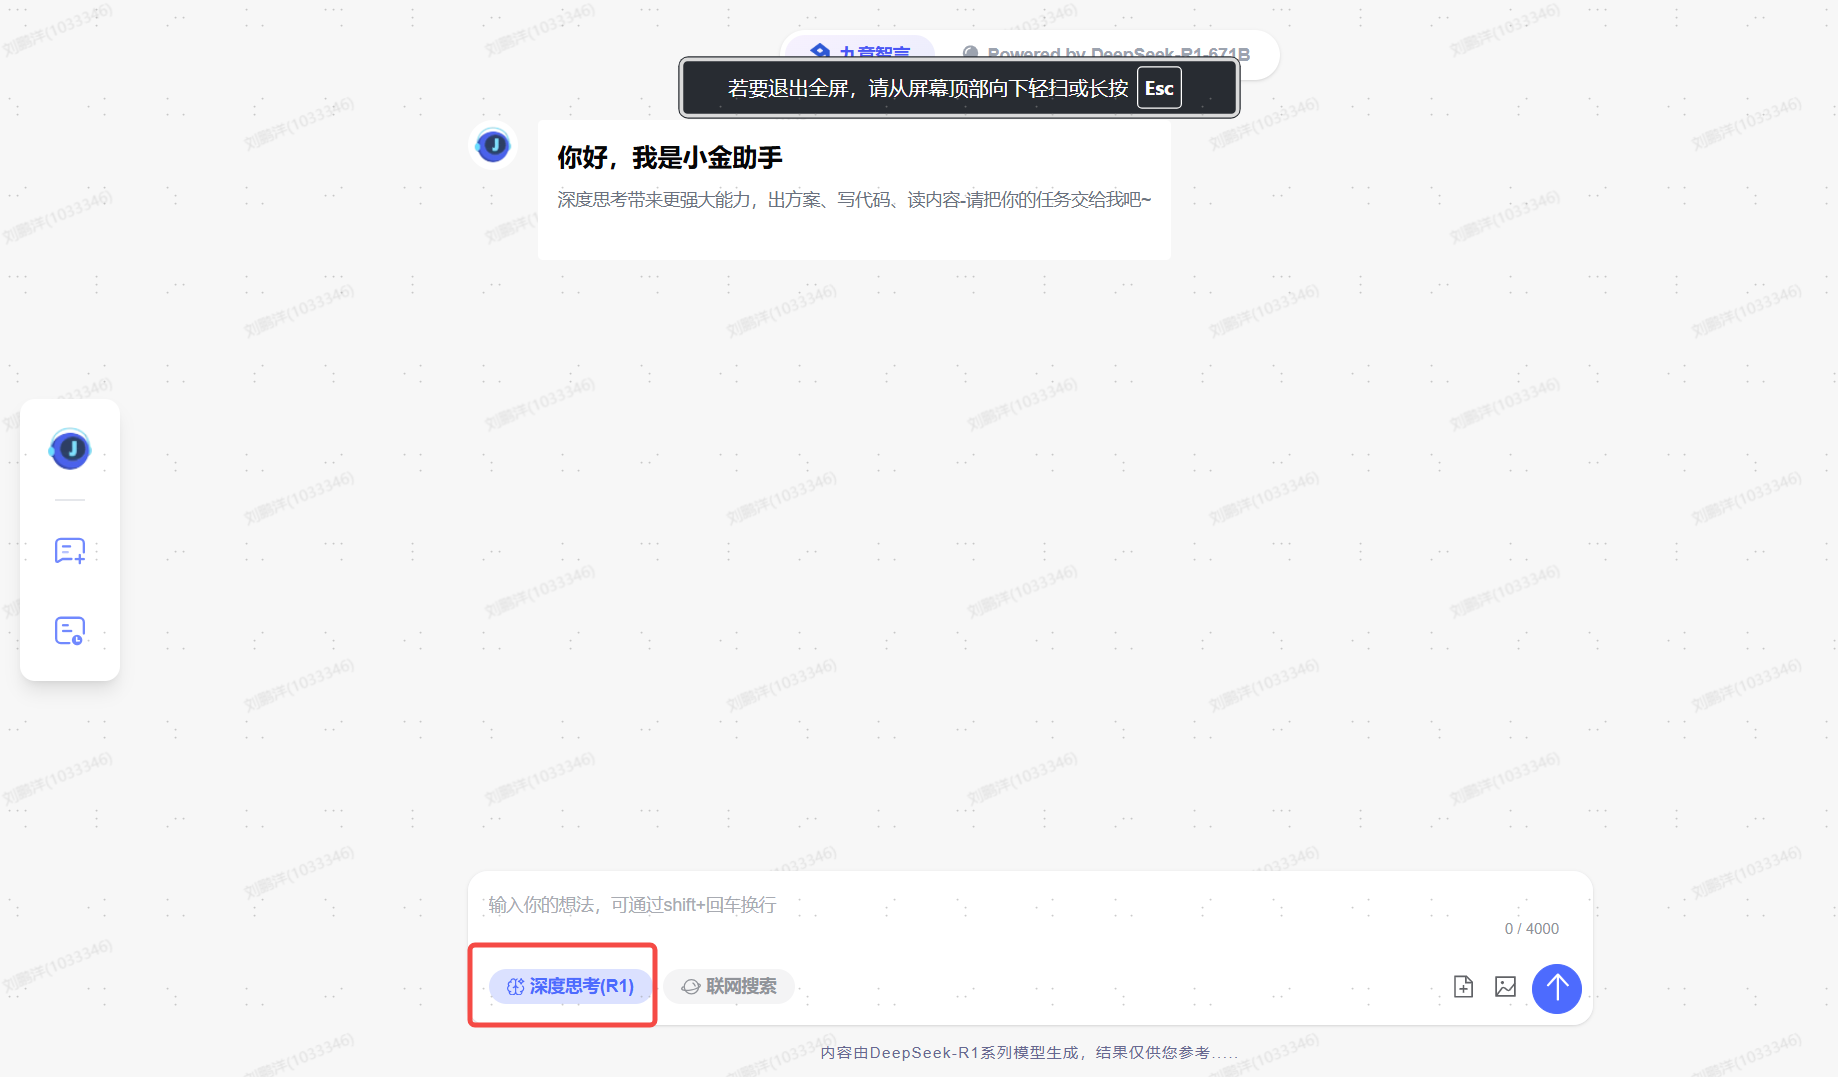 九章智言
Powered by DeepSeek-R1-671B
若要退出全屏，请从屏幕顶部向下轻扫或长按 Esc
你好，我是小金助手
深度思考带来更强大能力，出方案、写代码、读内容-请把你的任务交给我吧~
输入你的想法，可通过shift+回车换行
0 / 4000
深度思考(R1)
联网搜索
内容由DeepSeek-R1系列模型生成，结果仅供您参考.....
刘鹏洋(1033346)